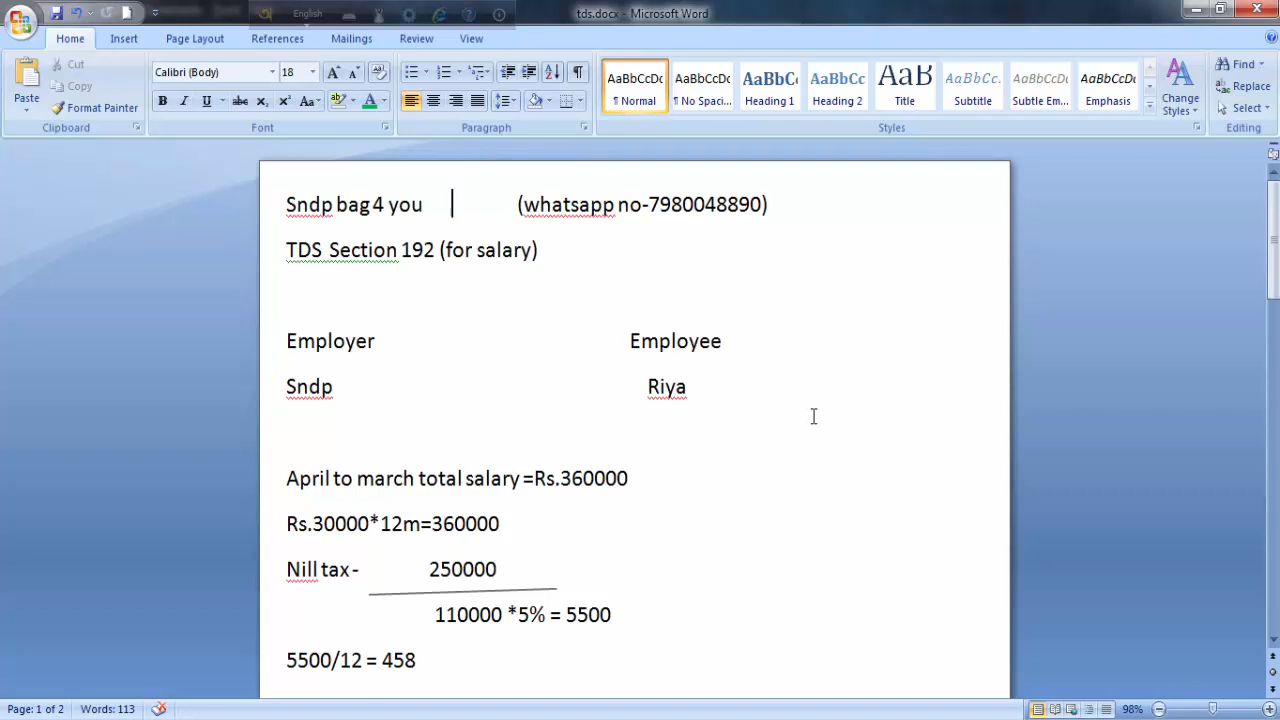 English
tds.docx - Microsoft Word
Home Insert Page Layout References Mailings Review View
Paste Cut Copy Format Painter Clipboard
Calibri (Body) 18 Font
Paragraph
AaBbCcDc AaBbCcDc AaBbC AaBbCc AaB AaBbCc. AaBbCcDc AaBbCcDc
¶ Normal ¶ No Spaci... Heading 1 Heading 2 Title Subtitle Subtle Em... Emphasis
Change Styles Styles
Find Replace Select Editing
Sndp bag 4 you (whatsapp no-7980048890)
TDS Section 192 (for salary)
Employer Employee
Sndp Riya
April to march total salary =Rs.360000
Rs.30000*12m=360000
Nill tax - 250000
110000 *5% = 5500
5500/12 = 458
Page: 1 of 2 Words: 113 98%